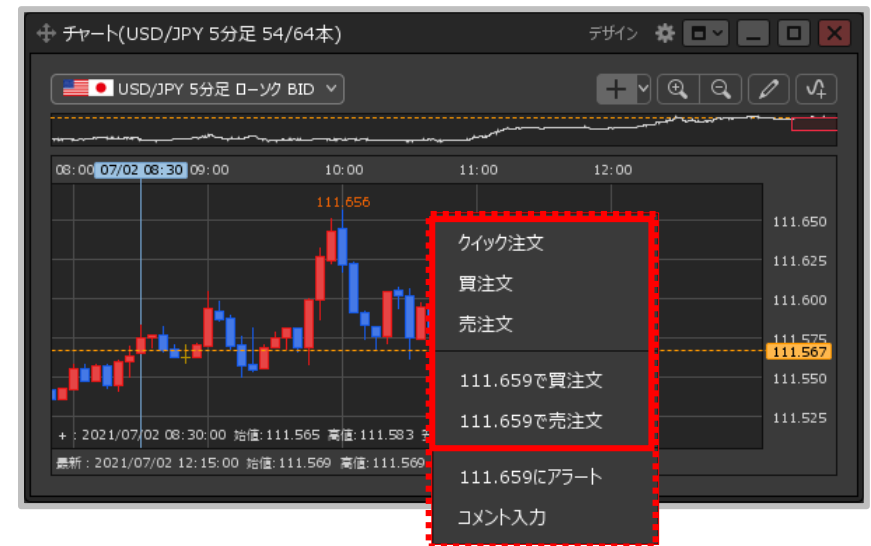 チャート(USD/JPY 5分足 54/64本)
デザイン
USD/JPY 5分足 ローソク BID
08:00 07/02 08:30 09:00 10:00 11:00 12:00
111.656
111.650
111.625
111.600
111.575
111.567
111.550
111.525
クイック注文
買注文
売注文
111.659で買注文
111.659で売注文
111.659にアラート
コメント入力
+ : 2021/07/02 08:30:00 始値:111.565 高値:111.583
最新 : 2021/07/02 12:15:00 始値:111.569 高値:111.569